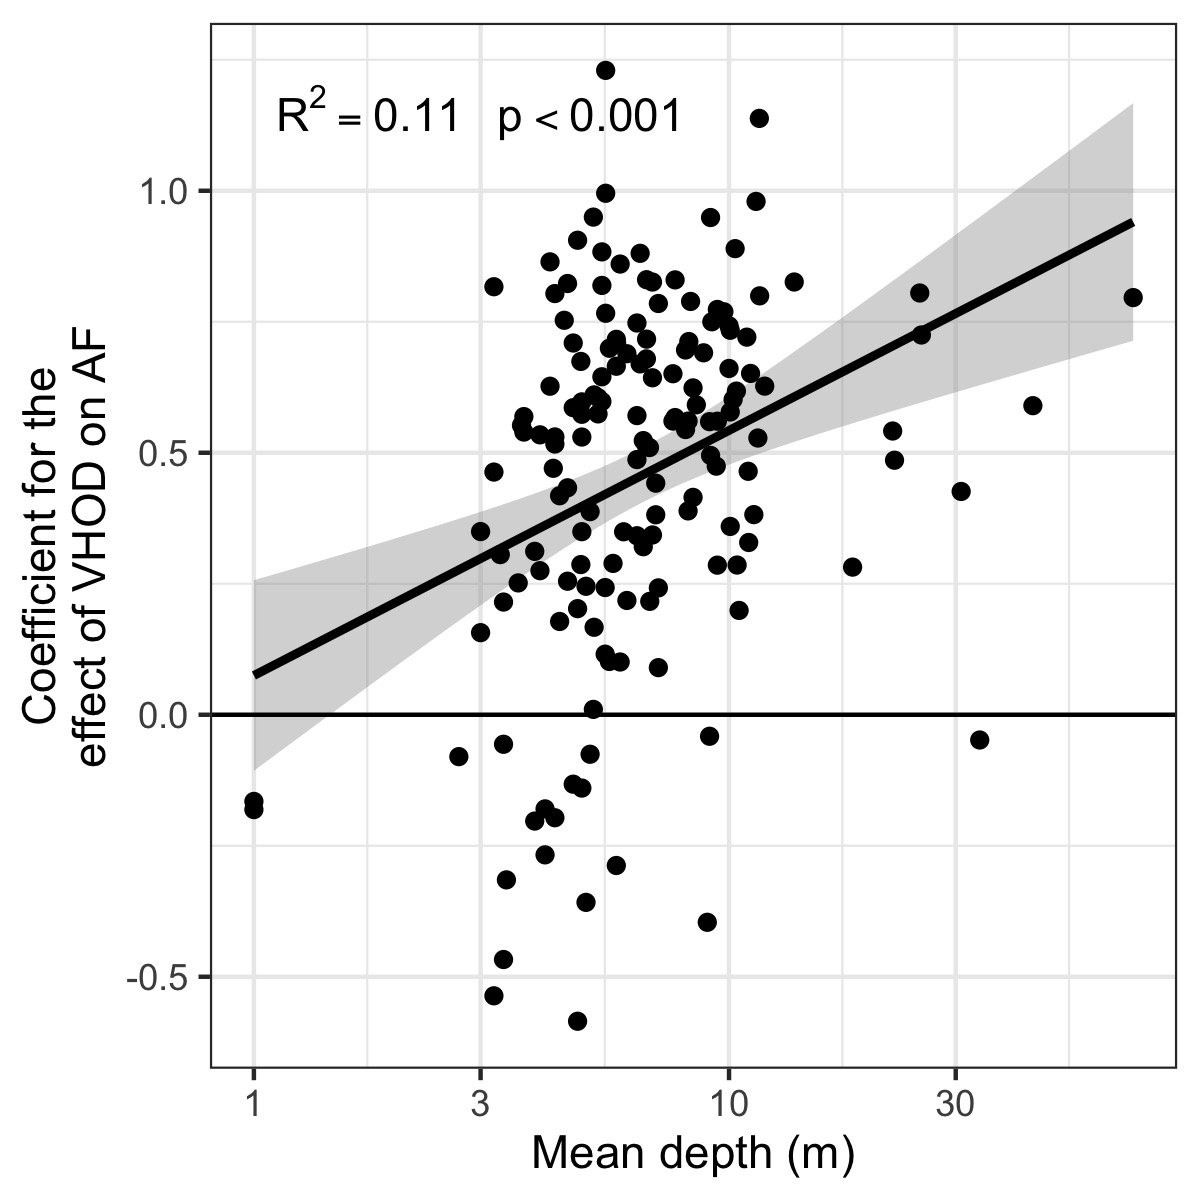 R² = 0.11 p < 0.001
1.0
0.5
0.0
-0.5
Coefficient for the
effect of VHOD on AF
1 3 10 30
Mean depth (m)